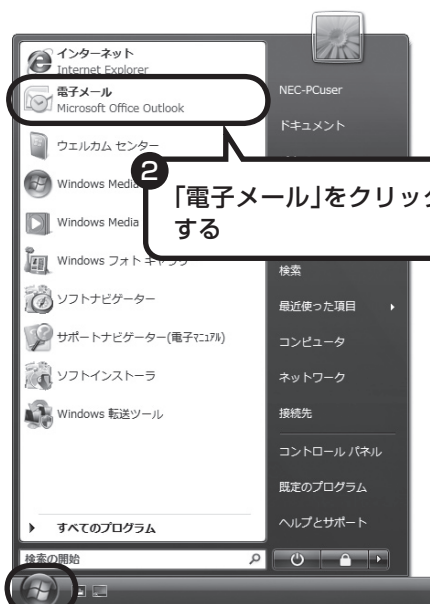 インターネット
Internet Explorer
電子メール
Microsoft Office Outlook
ウェルカム センター
Windows Media
Windows Media
Windows フォト ギャラリ
ソフトナビゲーター
サポートナビゲーター(電子ﾏﾆｭｱﾙ)
ソフトインストーラ
Windows 転送ツール
すべてのプログラム
検索の開始
NEC-PCuser
ドキュメント
❷
「電子メール」をクリック
する
検索
最近使った項目
コンピュータ
ネットワーク
接続先
コントロール パネル
既定のプログラム
ヘルプとサポート